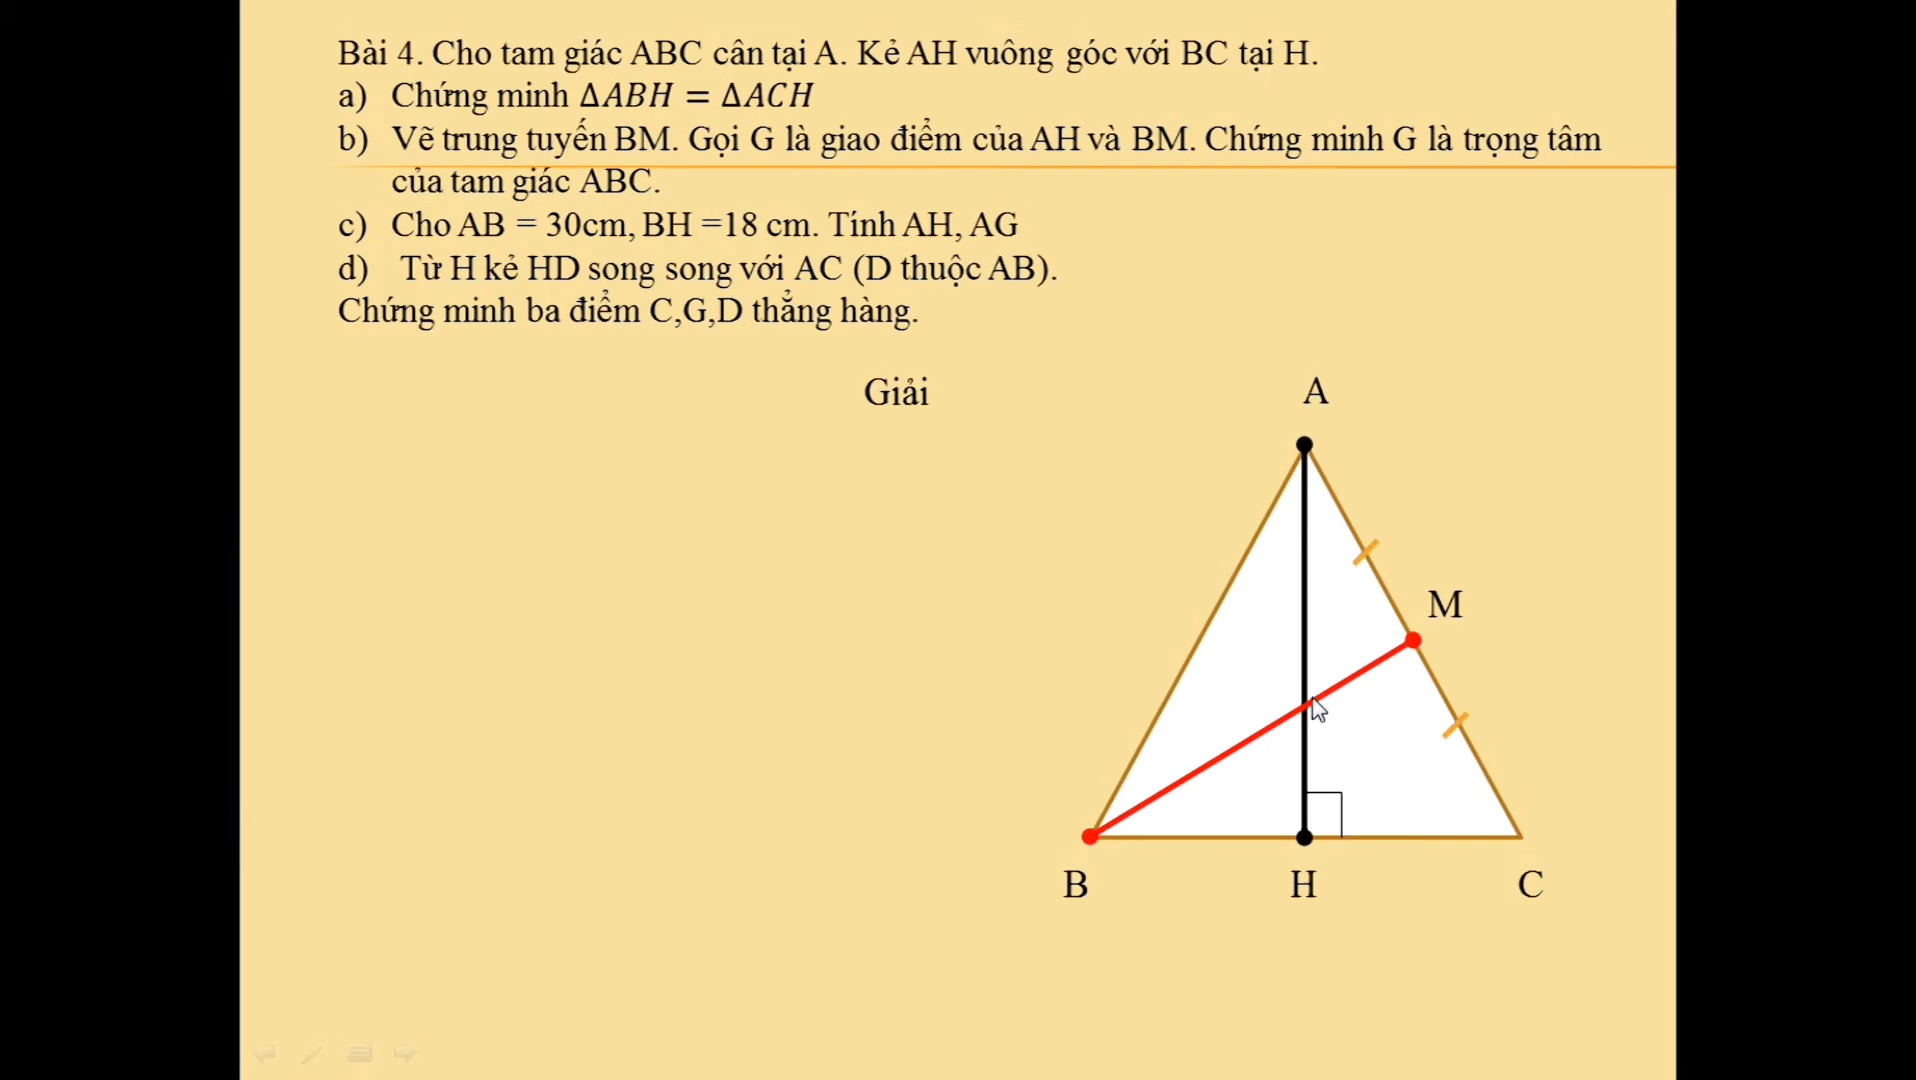 Bài 4. Cho tam giác ABC cân tại A. Kẻ AH vuông góc với BC tại H.
a) Chứng minh ΔABH = ΔACH
b) Vẽ trung tuyến BM. Gọi G là giao điểm của AH và BM. Chứng minh G là trọng tâm
của tam giác ABC.
c) Cho AB = 30cm, BH =18 cm. Tính AH, AG
d) Từ H kẻ HD song song với AC (D thuộc AB).
Chứng minh ba điểm C,G,D thẳng hàng.
Giải
A
M
B
H
C